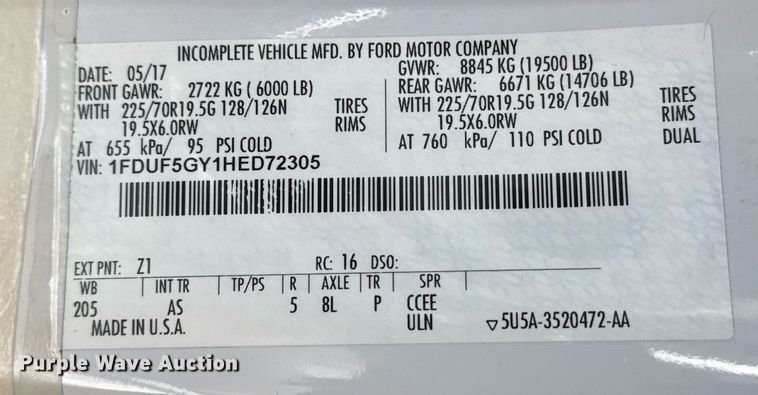 INCOMPLETE VEHICLE MFD. BY FORD MOTOR COMPANY
DATE: 05/17 GVWR: 8845 KG (19500 LB)
FRONT GAWR: 2722 KG ( 6000 LB) REAR GAWR: 6671 KG (14706 LB)
WITH 225/70R19.5G 128/126N TIRES WITH 225/70R19.5G 128/126N TIRES
19.5X6.0RW RIMS 19.5X6.0RW RIMS
AT 655 kPa/ 95 PSI COLD AT 760 kPa/ 110 PSI COLD DUAL
VIN: 1FDUF5GY1HED72305
EXT PNT: Z1 RC: 16 DSO:
WB INT TR TP/PS R AXLE TR SPR
205 AS 5 8L P CCEE
MADE IN U.S.A. ULN ▽5U5A-3520472-AA
Purple Wave Auction